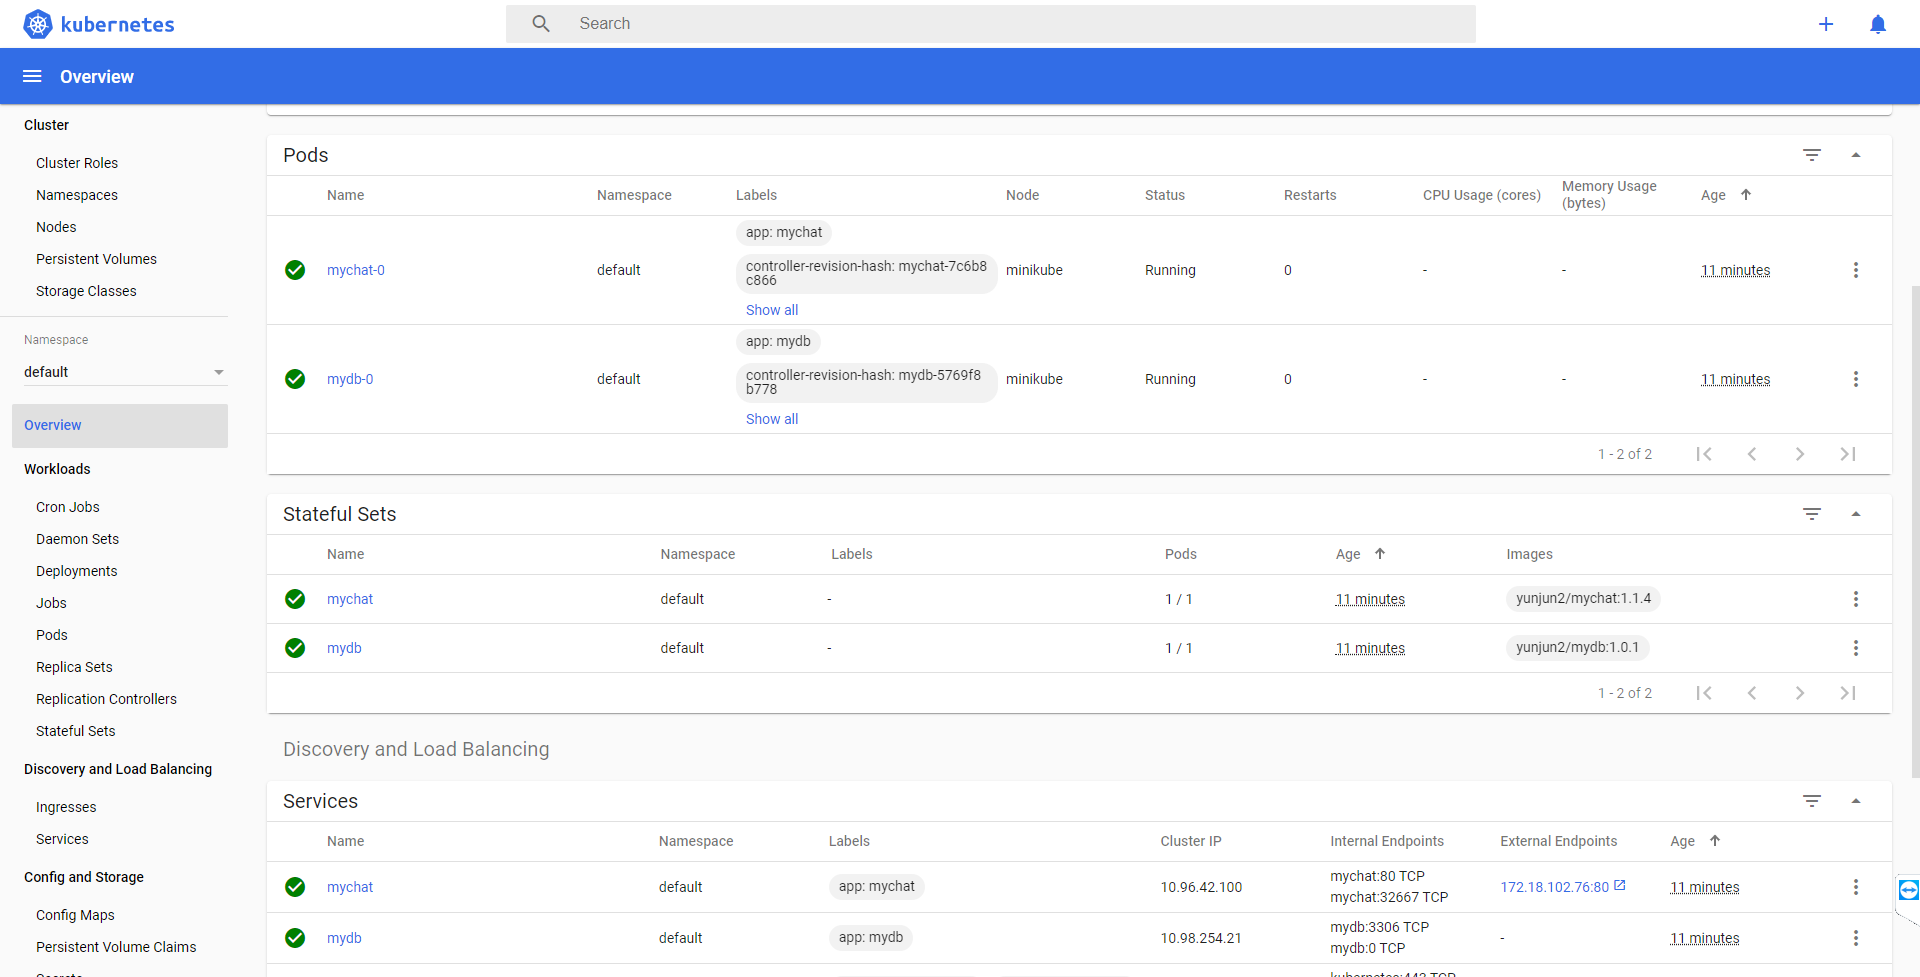 kubernetes
Search
Overview
Cluster
Cluster Roles
Namespaces
Nodes
Persistent Volumes
Storage Classes
Namespace
default
Overview
Workloads
Cron Jobs
Daemon Sets
Deployments
Jobs
Pods
Replica Sets
Replication Controllers
Stateful Sets
Discovery and Load Balancing
Ingresses
Services
Config and Storage
Config Maps
Persistent Volume Claims
Secrets
Pods
Name Namespace Labels Node Status Restarts CPU Usage (cores) Memory Usage (bytes) Age
app: mychat
mychat-0 default controller-revision-hash: mychat-7c6b8c866 minikube Running 0 - - 11 minutes
Show all
app: mydb
mydb-0 default controller-revision-hash: mydb-5769f8b778 minikube Running 0 - - 11 minutes
Show all
1 - 2 of 2
Stateful Sets
Name Namespace Labels Pods Age Images
mychat default - 1 / 1 11 minutes yunjun2/mychat:1.1.4
mydb default - 1 / 1 11 minutes yunjun2/mydb:1.0.1
1 - 2 of 2
Discovery and Load Balancing
Services
Name Namespace Labels Cluster IP Internal Endpoints External Endpoints Age
mychat default app: mychat 10.96.42.100 mychat:80 TCP 172.18.102.76:80 11 minutes
mychat:32667 TCP
mydb default app: mydb 10.98.254.21 mydb:3306 TCP - 11 minutes
mydb:0 TCP
kubernetes:443 TCP